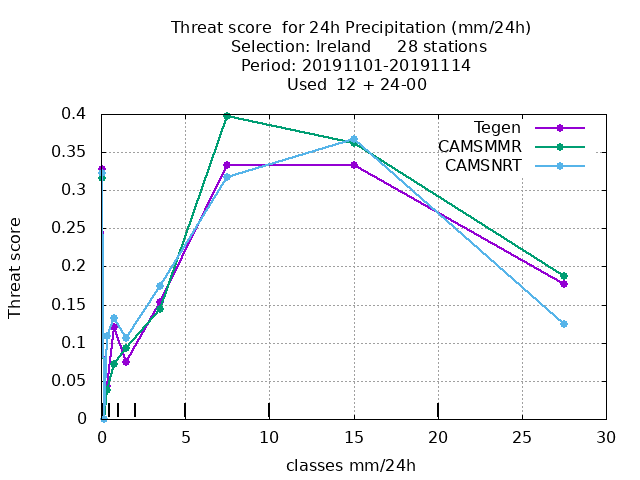 Threat score  for 24h Precipitation (mm/24h)
Selection: Ireland     28 stations
Period: 20191101-20191114
Used  12 + 24-00
Tegen
CAMSMMR
CAMSNRT
0.4
0.35
0.3
0.25
0.2
0.15
0.1
0.05
0
Threat score
0 5 10 15 20 25 30
classes mm/24h